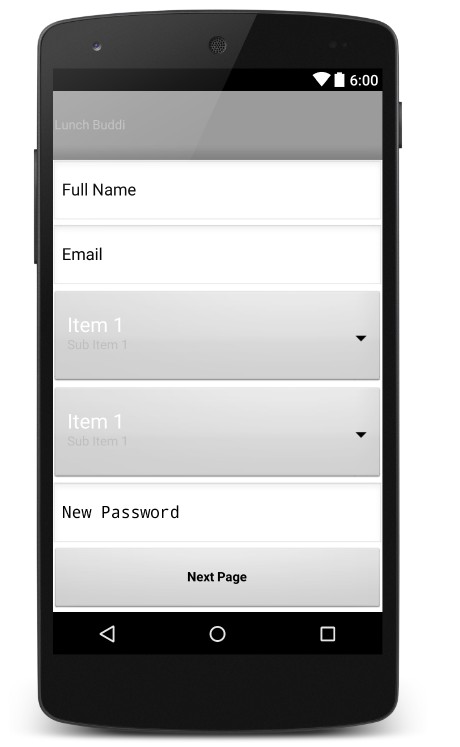 6:00
Lunch Buddi
Full Name
Email
Item 1
Sub Item 1
Item 1
Sub Item 1
New Password
Next Page